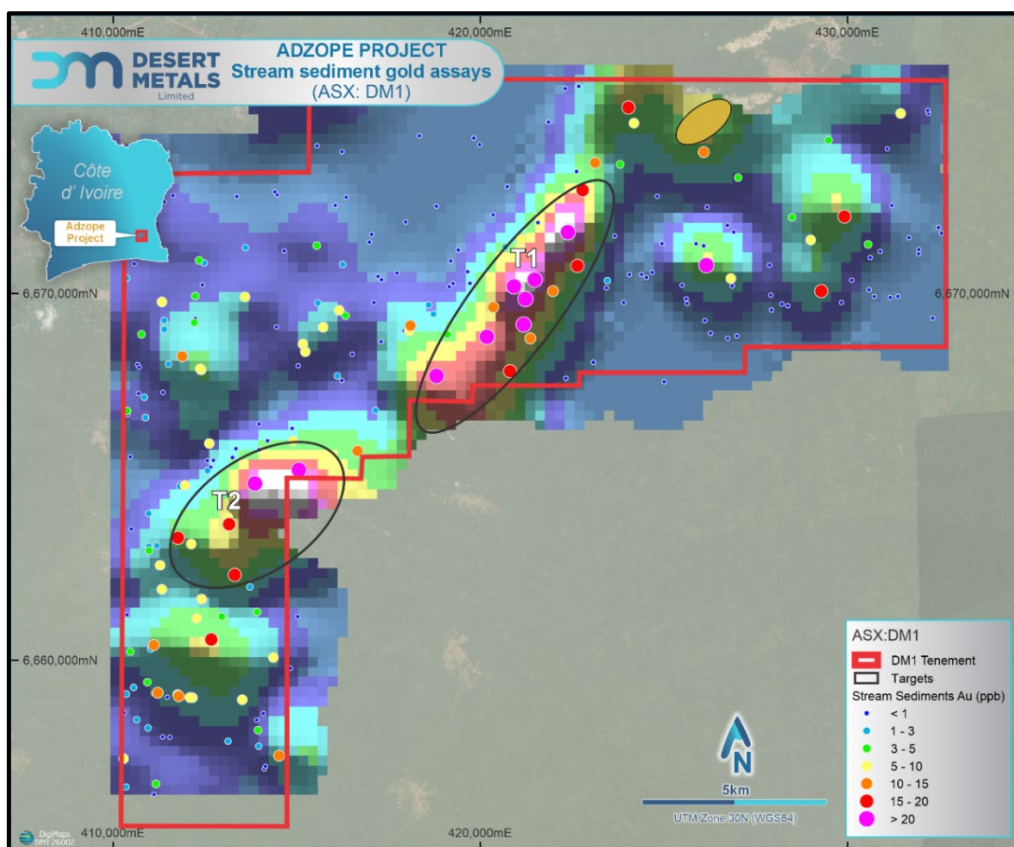 410,000mE
420,000mE
430,000mE
DM DESERT
METALS
Limited
ADZOPE PROJECT
Stream sediment gold assays
(ASX: DM1)
Côte
d' Ivoire
Adzope
Project
T1
6,670,000mN
6,670,000mN
T2
6,660,000mN
ASX:DM1
DM1 Tenement
Targets
Stream Sediments Au (ppb)
< 1
1 - 3
3 - 5
5 - 10
10 - 15
15 - 20
> 20
N
5km
UTM Zone 30N (WGS84)
DigiMaps
DMT26002
410,000mE
420,000mE